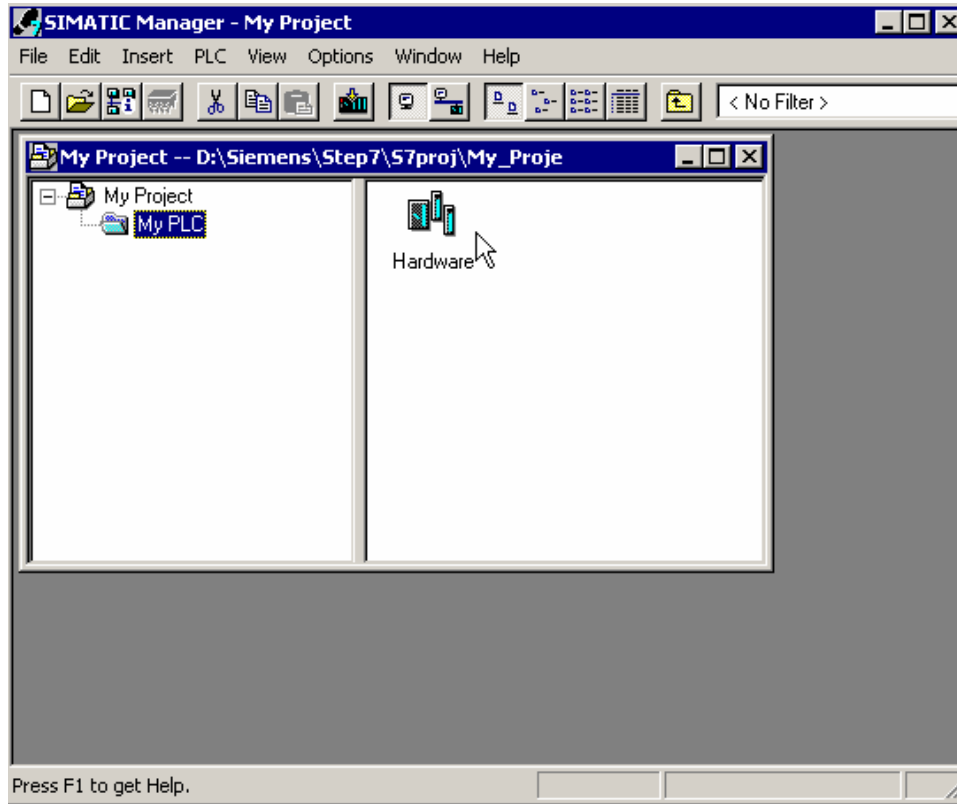 SIMATIC Manager - My Project
File Edit Insert PLC View Options Window Help
< No Filter >
My Project -- D:\Siemens\Step7\S7proj\My_Proje
My Project
My PLC
Hardware
Press F1 to get Help.